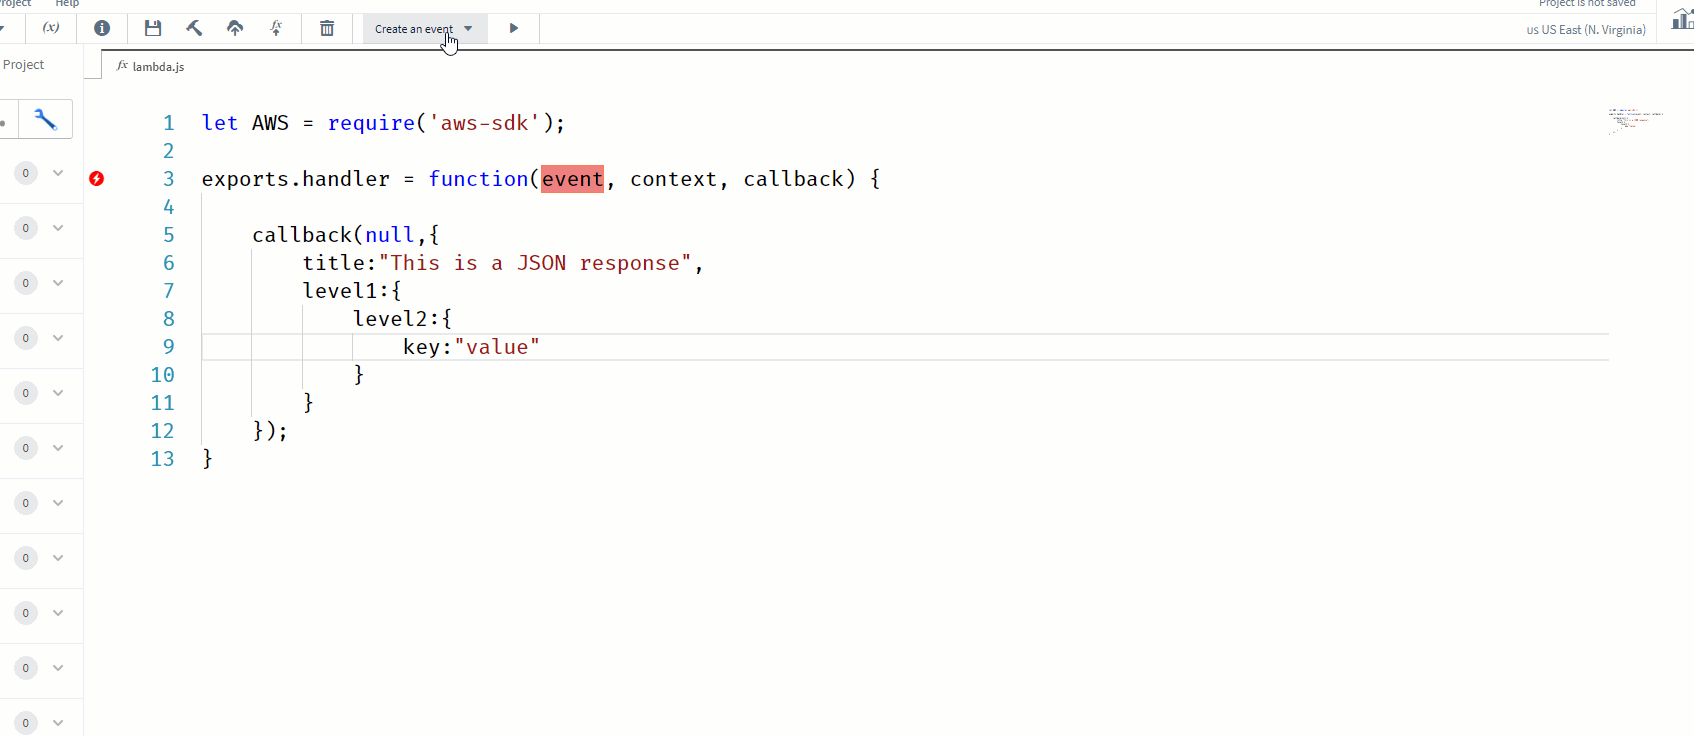 roject Help
Project is not saved
(x)
fx
Create an event
us US East (N. Virginia)
Project
fx lambda.js
1 let AWS = require('aws-sdk');
2
3 exports.handler = function(event, context, callback) {
4
5 callback(null,{
6 title:"This is a JSON response",
7 level1:{
8 level2:{
9 key:"value"
10 }
11 }
12 });
13 }
0
0
0
0
0
0
0
0
0
0
0